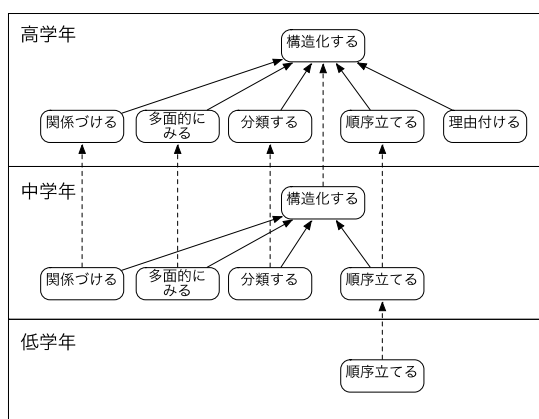 高学年
構造化する
関係づける
多面的に
みる
分類する
順序立てる
理由付ける
中学年
構造化する
関係づける
多面的に
みる
分類する
順序立てる
低学年
順序立てる